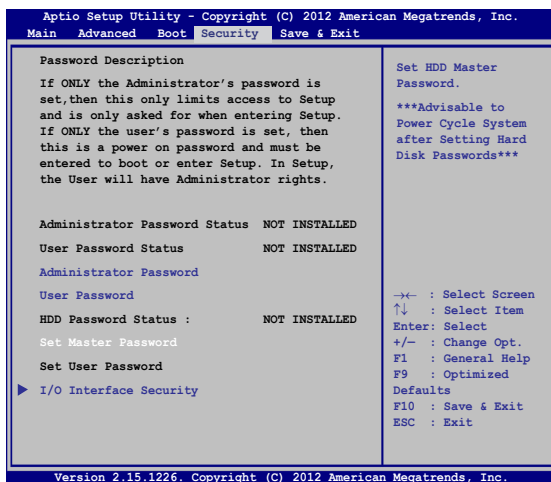 Aptio Setup Utility - Copyright (C) 2012 American Megatrends, Inc.
Main Advanced Boot Security Save & Exit
Password Description
If ONLY the Administrator's password is
set,then this only limits access to Setup
and is only asked for when entering Setup.
If ONLY the user's password is set, then
this is a power on password and must be
entered to boot or enter Setup. In Setup,
the User will have Administrator rights.
Administrator Password Status NOT INSTALLED
User Password Status NOT INSTALLED
Administrator Password
User Password
HDD Password Status : NOT INSTALLED
Set Master Password
Set User Password
I/O Interface Security
Set HDD Master
Password.
***Advisable to
Power Cycle System
after Setting Hard
Disk Passwords***
→← : Select Screen
↑↓ : Select Item
Enter: Select
+/— : Change Opt.
F1 : General Help
F9 : Optimized
Defaults
F10 : Save & Exit
ESC : Exit
Version 2.15.1226. Copyright (C) 2012 American Megatrends, Inc.